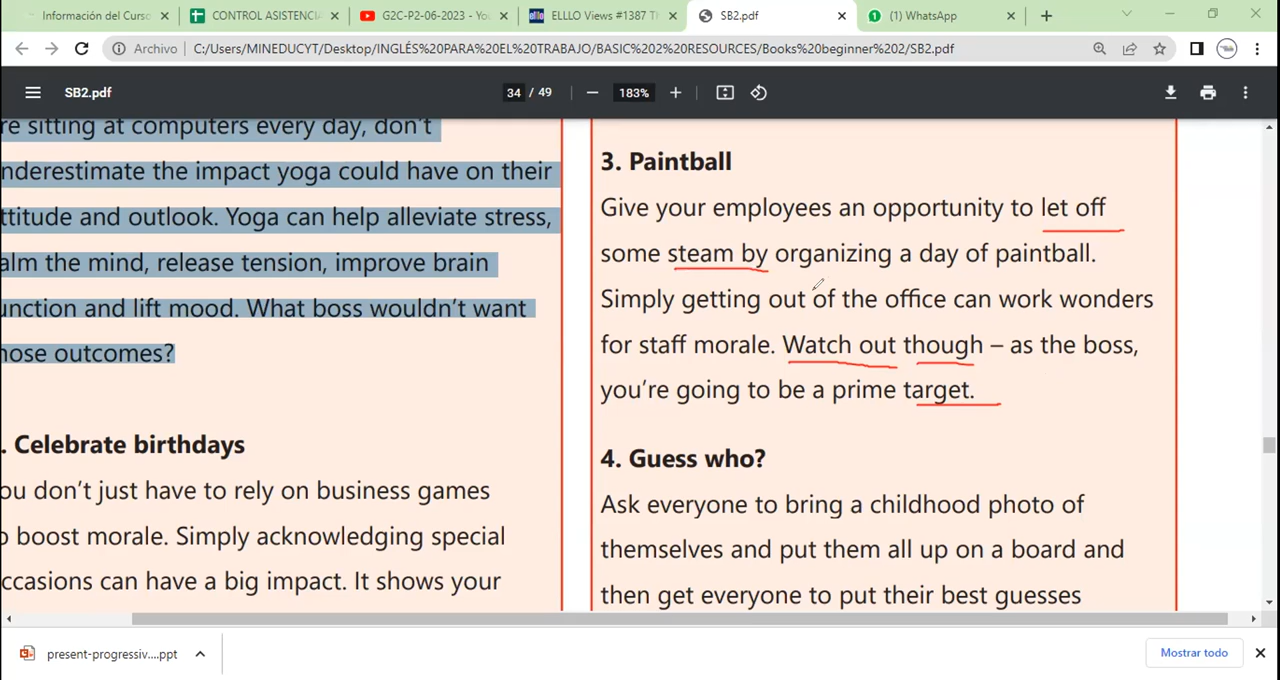 Información del Curso
CONTROL ASISTENCIA
G2C-P2-06-2023 - You
ELLLO Views #1387 Th
SB2.pdf
(1) WhatsApp
Archivo
C:/Users/MINEDUCYT/Desktop/INGLÉS%20PARA%20EL%20TRABAJO/BASIC%202%20RESOURCES/Books%20beginner%202/SB2.pdf
SB2.pdf
34 / 49
183%
re sitting at computers every day, don't
nderestimate the impact yoga could have on their
ttitude and outlook. Yoga can help alleviate stress,
alm the mind, release tension, improve brain
unction and lift mood. What boss wouldn't want
hose outcomes?
. Celebrate birthdays
ou don't just have to rely on business games
o boost morale. Simply acknowledging special
ccasions can have a big impact. It shows your
3. Paintball
Give your employees an opportunity to let off
some steam by organizing a day of paintball.
Simply getting out of the office can work wonders
for staff morale. Watch out though – as the boss,
you're going to be a prime target.
4. Guess who?
Ask everyone to bring a childhood photo of
themselves and put them all up on a board and
then get everyone to put their best guesses
present-progressiv....ppt
Mostrar todo